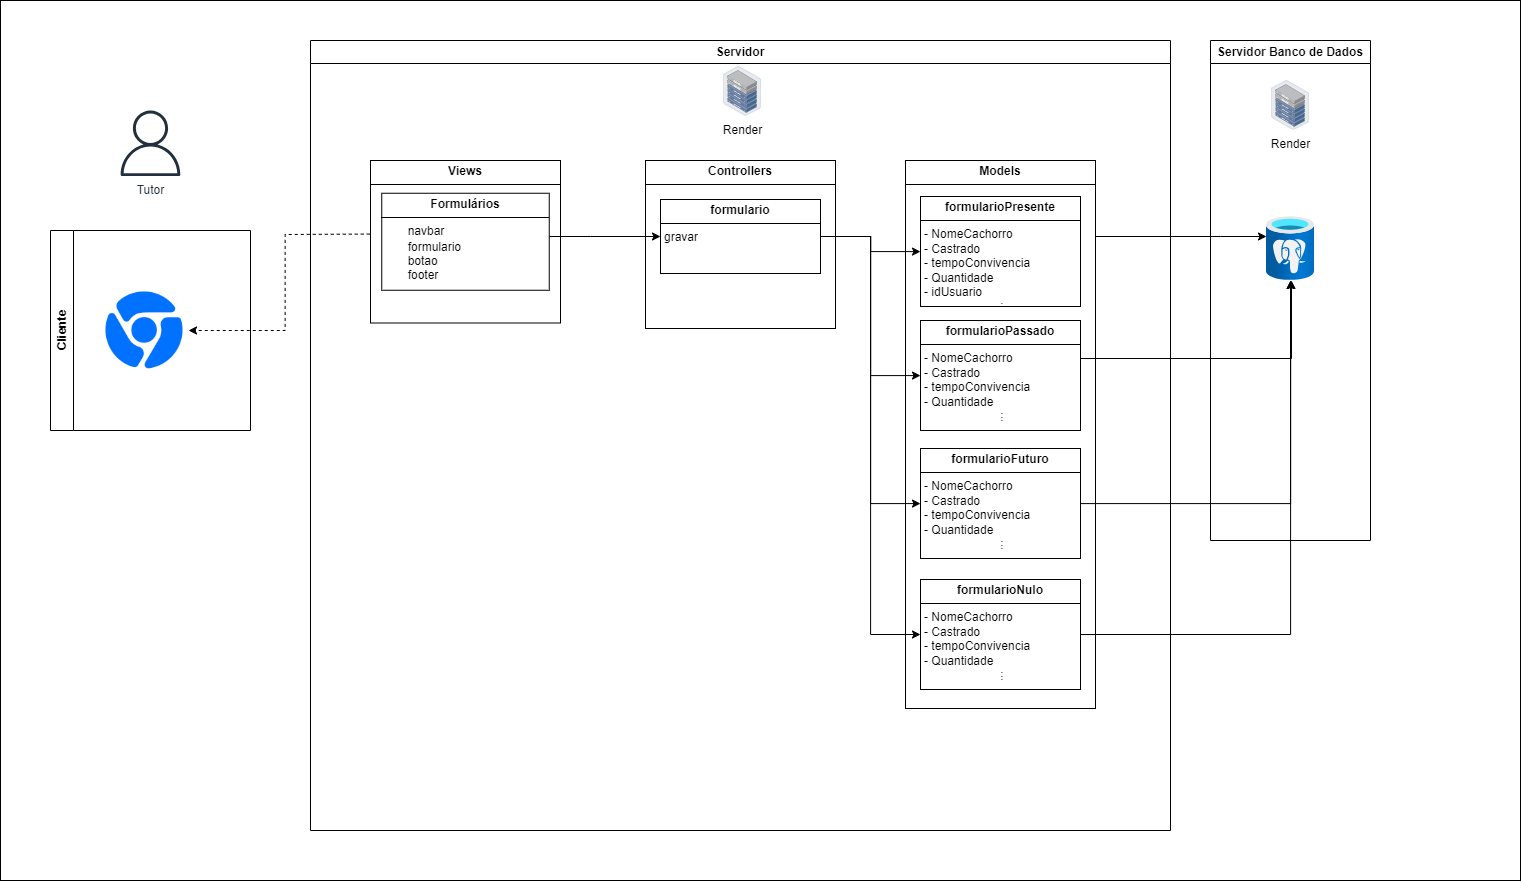 Servidor
Servidor Banco de Dados
Render
Render
Tutor
Cliente
Views
Formulários
navbar
formulario
botao
footer
Controllers
formulario
gravar
Models
formularioPresente
- NomeCachorro
- Castrado
- tempoConvivencia
- Quantidade
- idUsuario
formularioPassado
- NomeCachorro
- Castrado
- tempoConvivencia
- Quantidade
⋮
formularioFuturo
- NomeCachorro
- Castrado
- tempoConvivencia
- Quantidade
⋮
formularioNulo
- NomeCachorro
- Castrado
- tempoConvivencia
- Quantidade
⋮